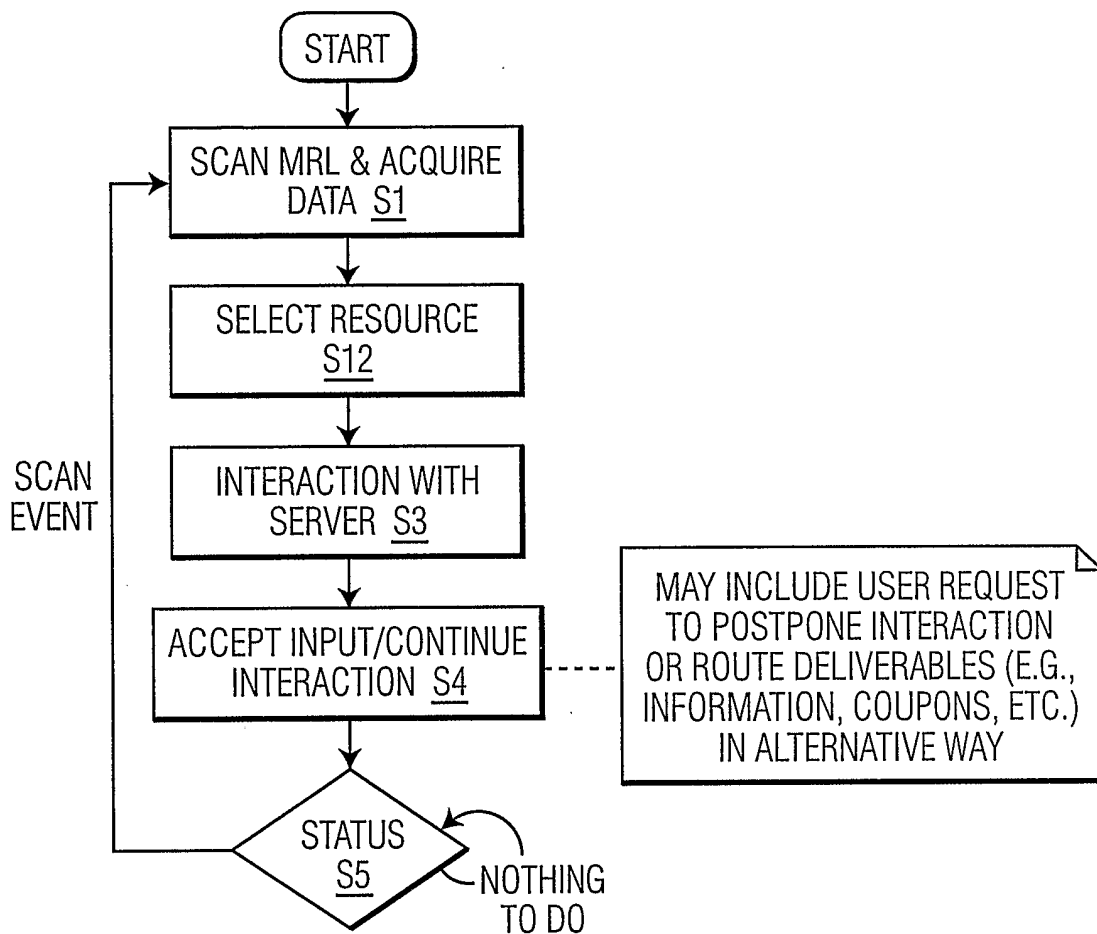 START
SCAN MRL & ACQUIRE
DATA S1
SELECT RESOURCE
S12
INTERACTION WITH
SERVER S3
SCAN
EVENT
ACCEPT INPUT/CONTINUE
INTERACTION S4
MAY INCLUDE USER REQUEST
TO POSTPONE INTERACTION
OR ROUTE DELIVERABLES (E.G.,
INFORMATION, COUPONS, ETC.)
IN ALTERNATIVE WAY
STATUS
S5
NOTHING
TO DO